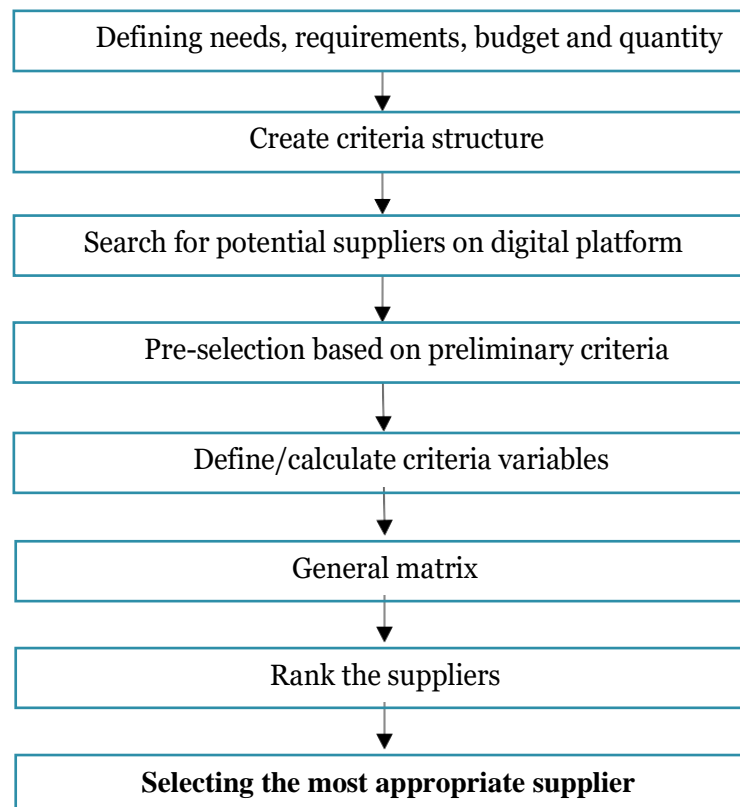 Defining needs, requirements, budget and quantity
Create criteria structure
Search for potential suppliers on digital platform
Pre-selection based on preliminary criteria
Define/calculate criteria variables
General matrix
Rank the suppliers
Selecting the most appropriate supplier